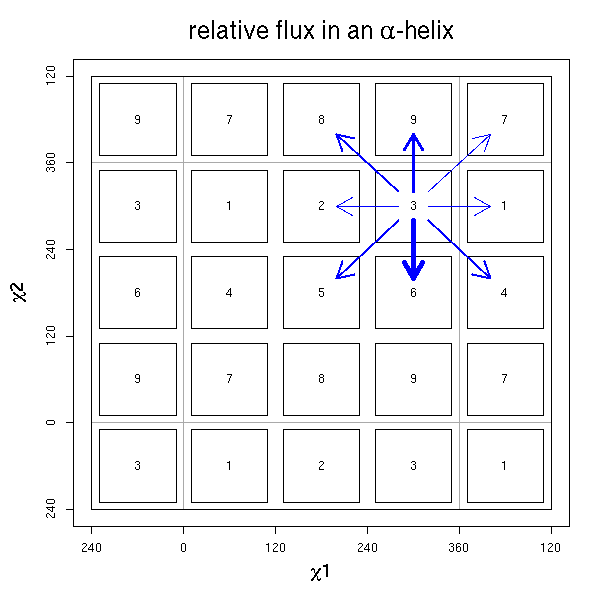 relative flux in an α-helix
120
9 7 8 9 7
360
3 1 2 3 1
240
6 4 5 6 4
120
9 7 8 9 7
0
3 1 2 3 1
240
χ2
240 0 120 240 360 120
χ1